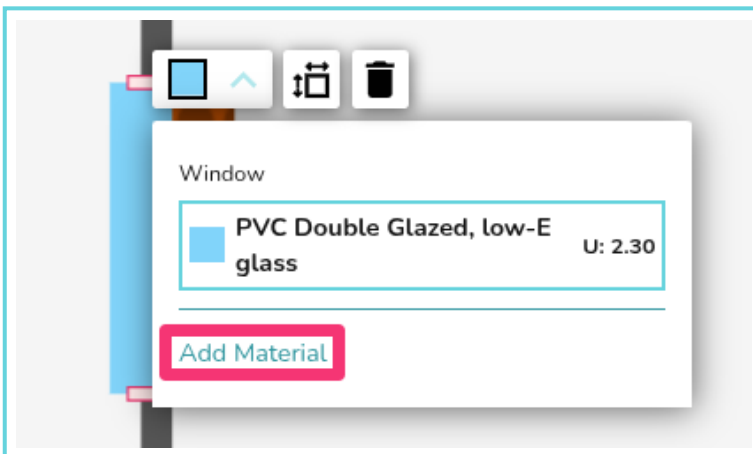 Window
PVC Double Glazed, low-E
glass
U: 2.30
Add Material